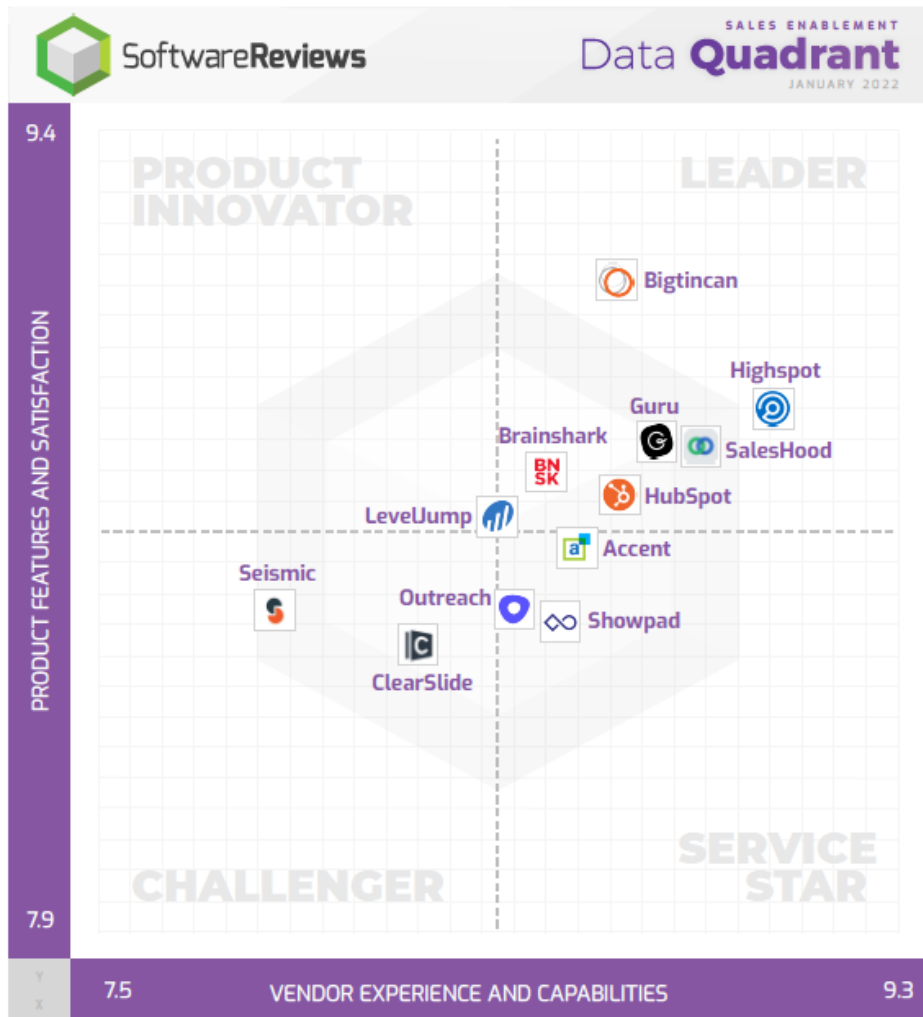 SoftwareReviews
SALES ENABLEMENT
Data Quadrant
JANUARY 2022
9.4
PRODUCT FEATURES AND SATISFACTION
7.9
PRODUCT
INNOVATOR
LEADER
Bigtincan
Highspot
Guru
SalesHood
Brainshark
BN
SK
HubSpot
LevelJump
a
Accent
Seismic
Outreach
Showpad
C
ClearSlide
CHALLENGER
SERVICE
STAR
Y
X
7.5
VENDOR EXPERIENCE AND CAPABILITIES
9.3